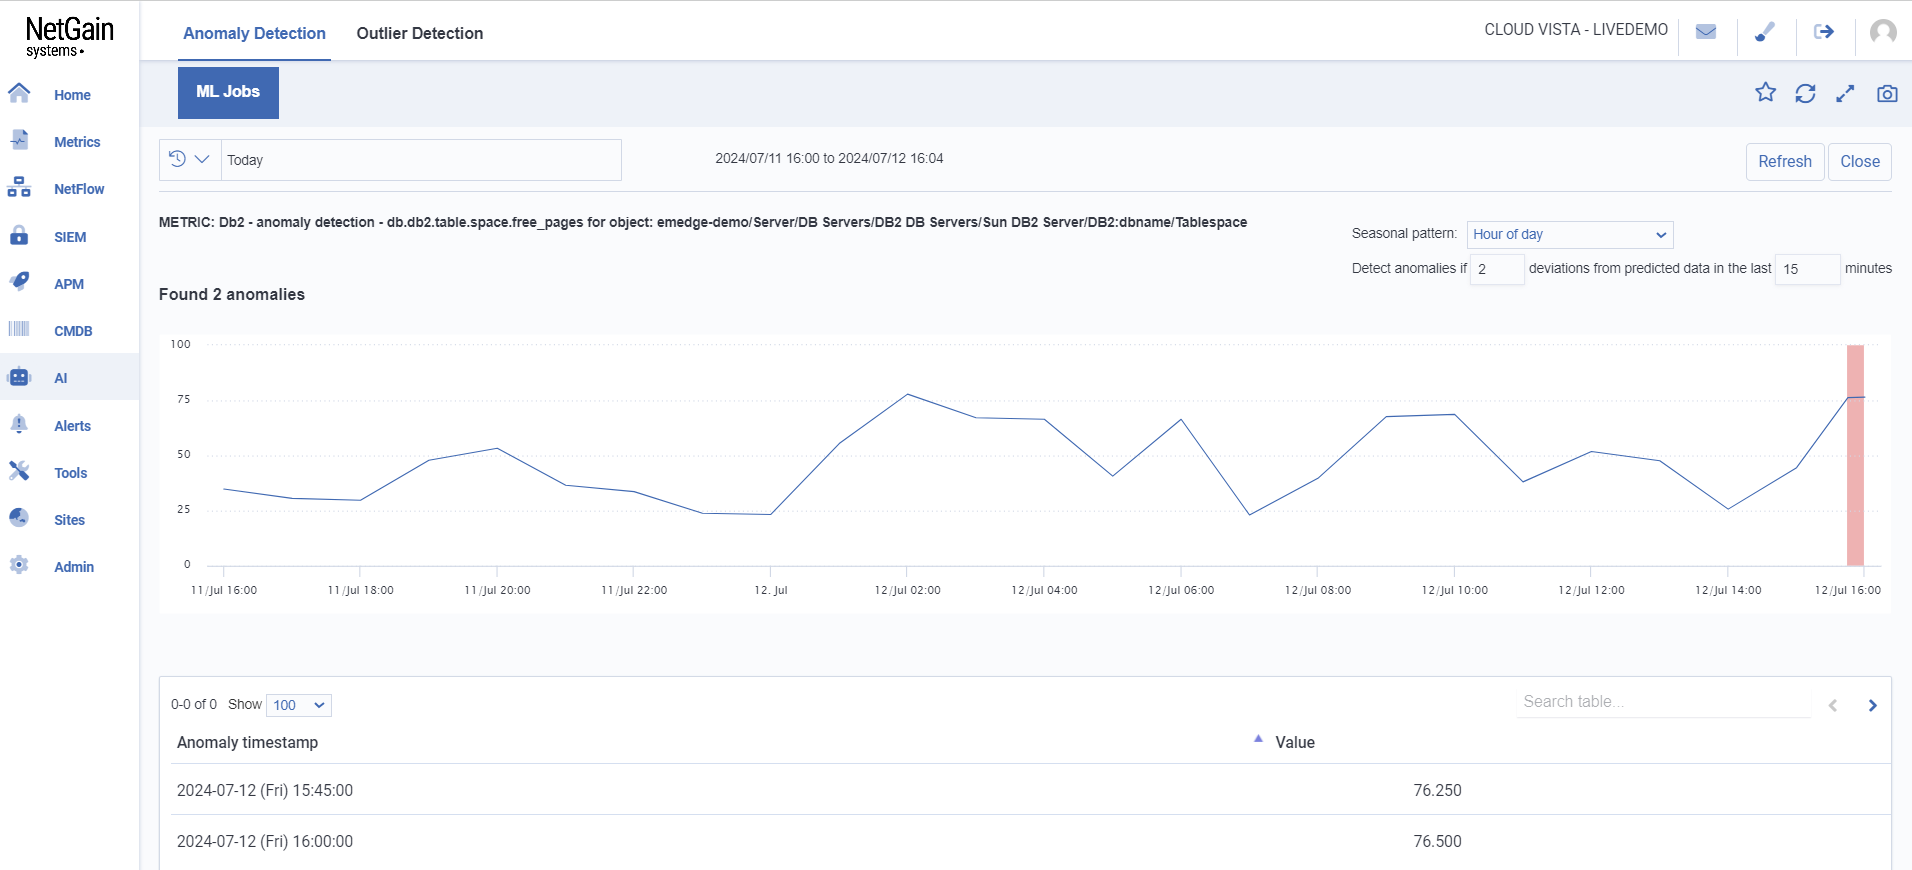 NetGain
systems
Anomaly Detection
Outlier Detection
CLOUD VISTA - LIVEDEMO
Home
Metrics
NetFlow
SIEM
APM
CMDB
AI
Alerts
Tools
Sites
Admin
ML Jobs
Today
2024/07/11 16:00 to 2024/07/12 16:04
Refresh
Close
METRIC: Db2 - anomaly detection - db.db2.table.space.free_pages for object: emedge-demo/Server/DB Servers/DB2 DB Servers/Sun DB2 Server/DB2:dbname/Tablespace
Seasonal pattern: Hour of day
Detect anomalies if 2 deviations from predicted data in the last 15 minutes
Found 2 anomalies
100
75
50
25
0
11/Jul 16:00 11/Jul 18:00 11/Jul 20:00 11/Jul 22:00 12. Jul 12/Jul 02:00 12/Jul 04:00 12/Jul 06:00 12/Jul 08:00 12/Jul 10:00 12/Jul 12:00 12/Jul 14:00 12/Jul 16:00
0-0 of 0 Show 100
Search table...
Anomaly timestamp Value
2024-07-12 (Fri) 15:45:00 76.250
2024-07-12 (Fri) 16:00:00 76.500